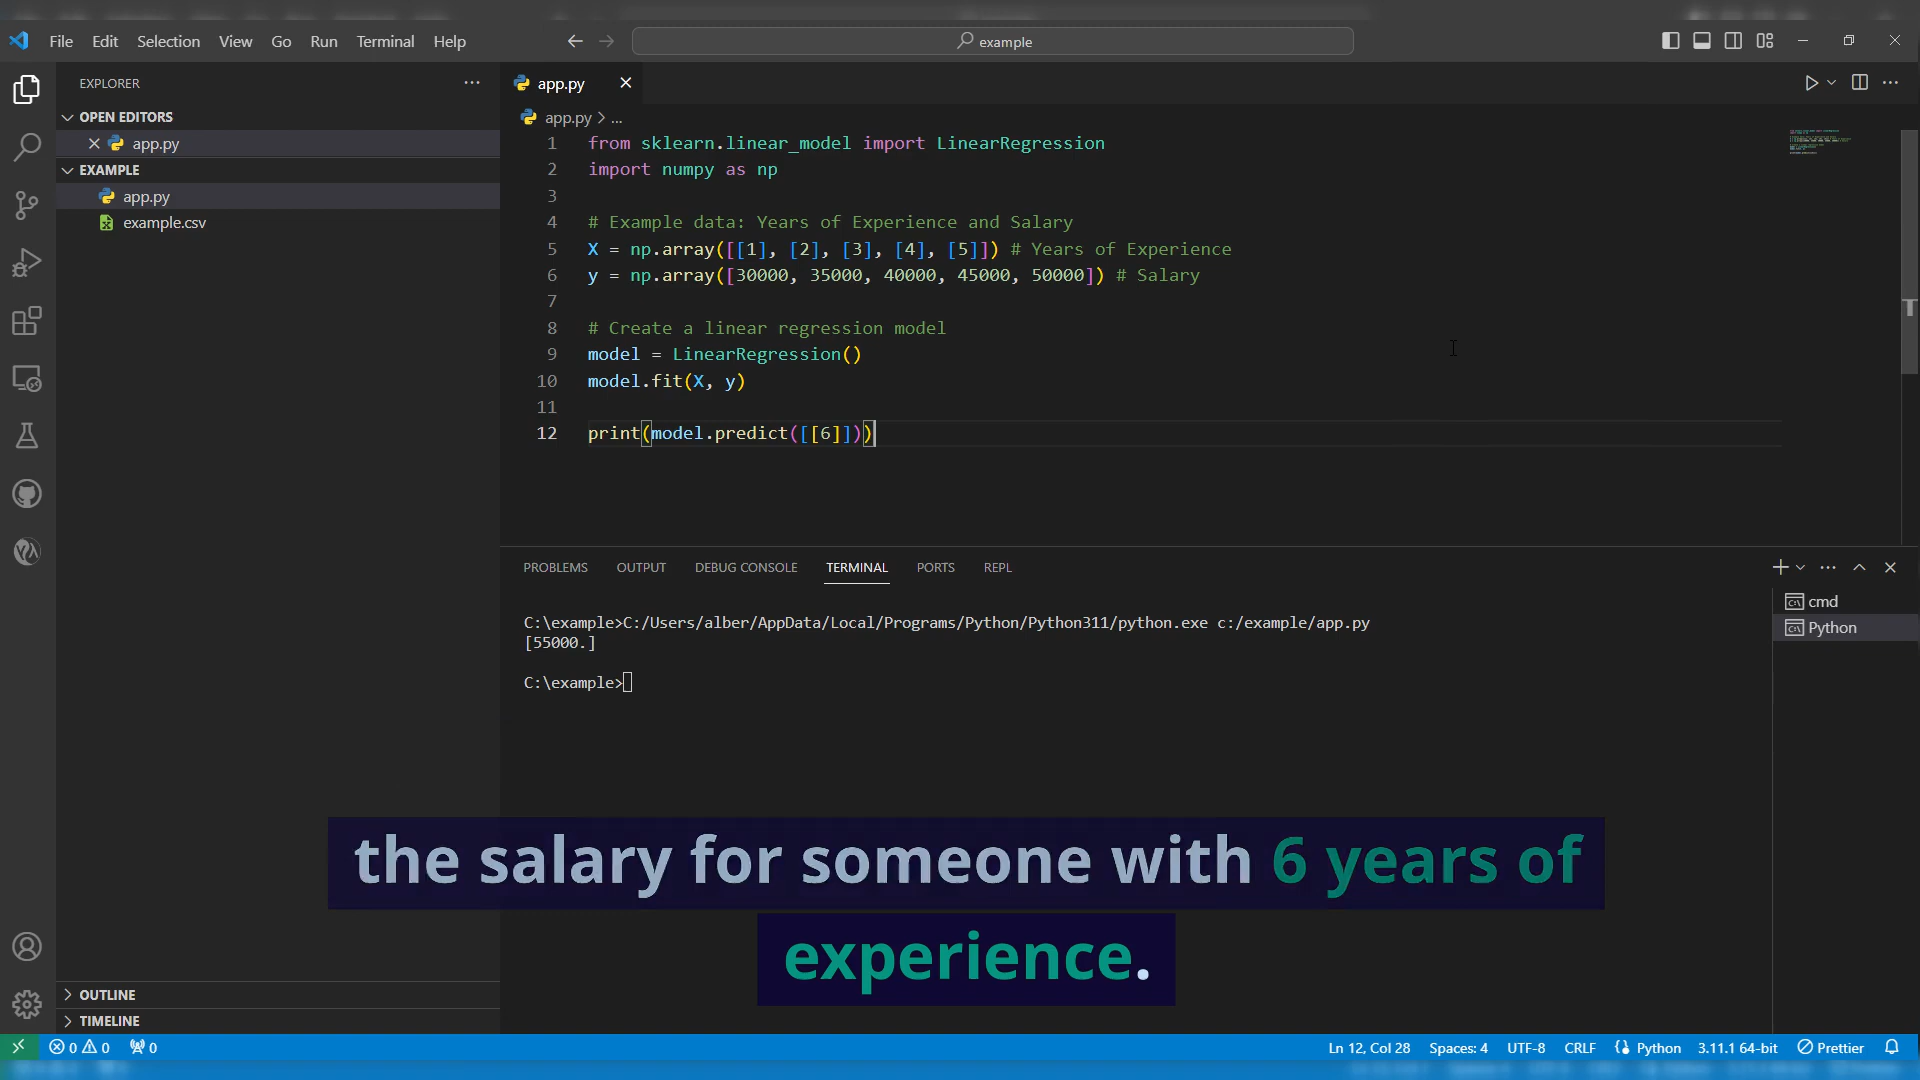 File Edit Selection View Go Run Terminal Help
example
EXPLORER
OPEN EDITORS
app.py
EXAMPLE
app.py
example.csv
OUTLINE
TIMELINE
app.py
app.py > ...
1 from sklearn.linear_model import LinearRegression
2 import numpy as np
3
4 # Example data: Years of Experience and Salary
5 X = np.array([[1], [2], [3], [4], [5]]) # Years of Experience
6 y = np.array([30000, 35000, 40000, 45000, 50000]) # Salary
7
8 # Create a linear regression model
9 model = LinearRegression()
10 model.fit(X, y)
11
12 print(model.predict([[6]]))
PROBLEMS OUTPUT DEBUG CONSOLE TERMINAL PORTS REPL
C:\example>C:/Users/alber/AppData/Local/Programs/Python/Python311/python.exe c:/example/app.py
[55000.]
C:\example>
cmd
Python
the salary for someone with 6 years of
experience.
0 0 0 Ln 12, Col 28 Spaces: 4 UTF-8 CRLF Python 3.11.1 64-bit Prettier